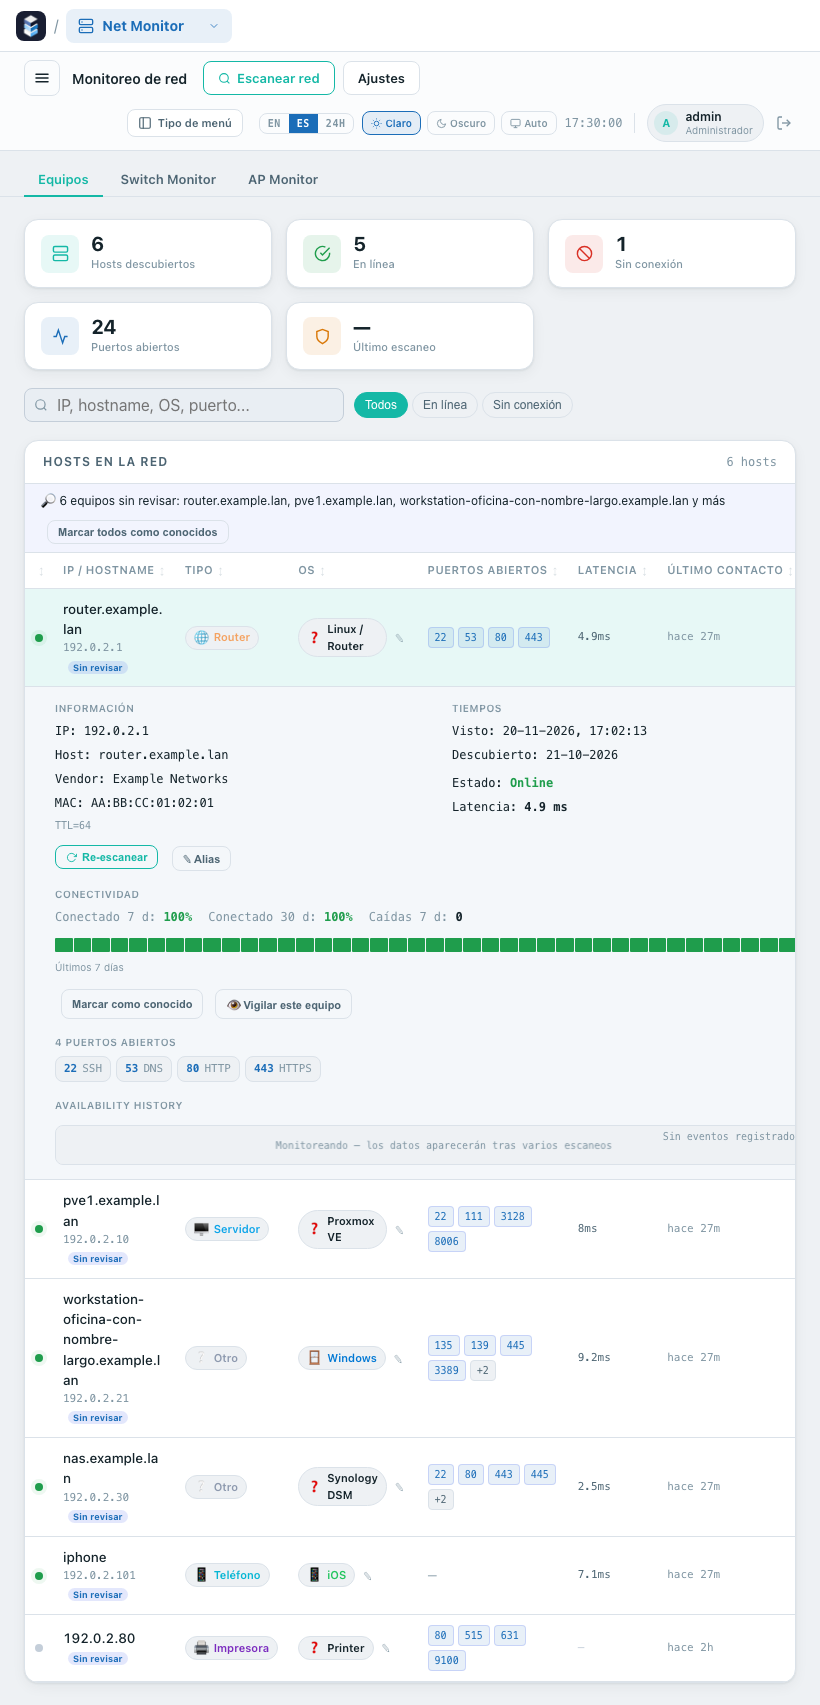 / Net Monitor
Monitoreo de red Escanear red Ajustes
Tipo de menú EN ES 24H Claro Oscuro Auto 17:30:00 A admin
Administrador
Equipos Switch Monitor AP Monitor
6
Hosts descubiertos
5
En línea
1
Sin conexión
24
Puertos abiertos
—
Último escaneo
IP, hostname, OS, puerto... Todos En línea Sin conexión
HOSTS EN LA RED 6 hosts
6 equipos sin revisar: router.example.lan, pve1.example.lan, workstation-oficina-con-nombre-largo.example.lan y más
Marcar todos como conocidos
IP / HOSTNAME TIPO OS PUERTOS ABIERTOS LATENCIA ÚLTIMO CONTACTO
router.example.
lan
192.0.2.1
Sin revisar
Router
Linux /
Router
22 53 80 443
4.9ms
hace 27m
INFORMACIÓN
IP: 192.0.2.1
Host: router.example.lan
Vendor: Example Networks
MAC: AA:BB:CC:01:02:01
TTL=64
TIEMPOS
Visto: 20-11-2026, 17:02:13
Descubierto: 21-10-2026
Estado: Online
Latencia: 4.9 ms
Re-escanear Alias
CONECTIVIDAD
Conectado 7 d: 100% Conectado 30 d: 100% Caídas 7 d: 0
Últimos 7 días
Marcar como conocido Vigilar este equipo
4 PUERTOS ABIERTOS
22 SSH 53 DNS 80 HTTP 443 HTTPS
AVAILABILITY HISTORY
Monitoreando — los datos aparecerán tras varios escaneos
Sin eventos registrado
pve1.example.l
an
192.0.2.10
Sin revisar
Servidor
Proxmox
VE
22 111 3128
8006
8ms
hace 27m
workstation-
oficina-con-
nombre-
largo.example.l
an
192.0.2.21
Sin revisar
Otro
Windows
135 139 445
3389 +2
9.2ms
hace 27m
nas.example.la
n
192.0.2.30
Sin revisar
Otro
Synology
DSM
22 80 443 445
+2
2.5ms
hace 27m
iphone
192.0.2.101
Sin revisar
Teléfono
iOS
—
7.1ms
hace 27m
192.0.2.80
Sin revisar
Impresora
Printer
80 515 631
9100
—
hace 2h